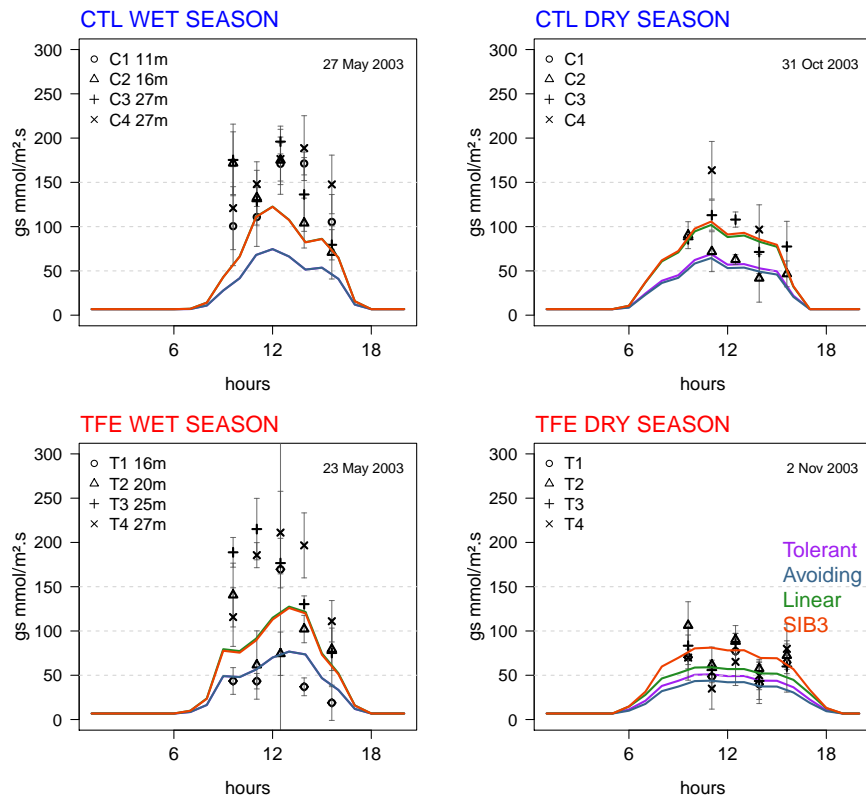 CTL WET SEASON
300
250
200
150
100
50
0
gs mmol/m².s
C1 11m
C2 16m
C3 27m
C4 27m
27 May 2003
6
12
18
hours
CTL DRY SEASON
300
250
200
150
100
50
0
gs mmol/m².s
C1
C2
C3
C4
31 Oct 2003
6
12
18
hours
TFE WET SEASON
300
250
200
150
100
50
0
gs mmol/m².s
T1 16m
T2 20m
T3 25m
T4 27m
23 May 2003
6
12
18
hours
TFE DRY SEASON
300
250
200
150
100
50
0
gs mmol/m².s
T1
T2
T3
T4
2 Nov 2003
Tolerant
Avoiding
Linear
SIB3
6
12
18
hours